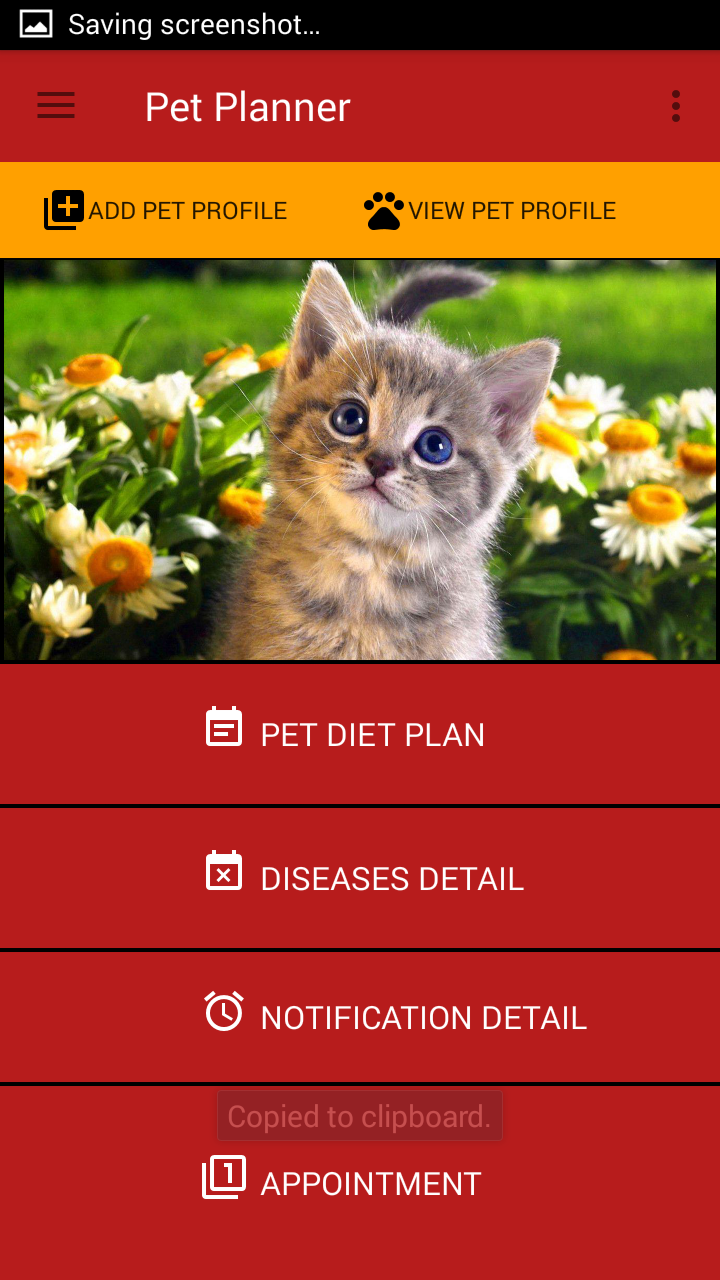 Saving screenshot...
Pet Planner
ADD PET PROFILE
VIEW PET PROFILE
PET DIET PLAN
DISEASES DETAIL
NOTIFICATION DETAIL
Copied to clipboard.
1
APPOINTMENT